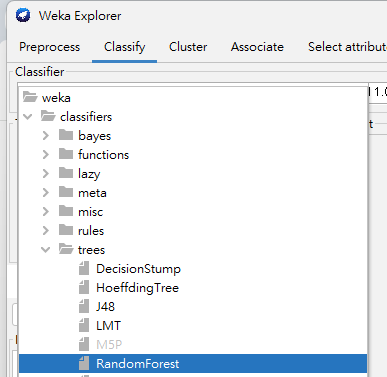 Weka Explorer
Preprocess Classify Cluster Associate Select attribute
Classifier
weka
classifiers
bayes
functions
lazy
meta
misc
rules
trees
DecisionStump
HoeffdingTree
J48
LMT
M5P
RandomForest